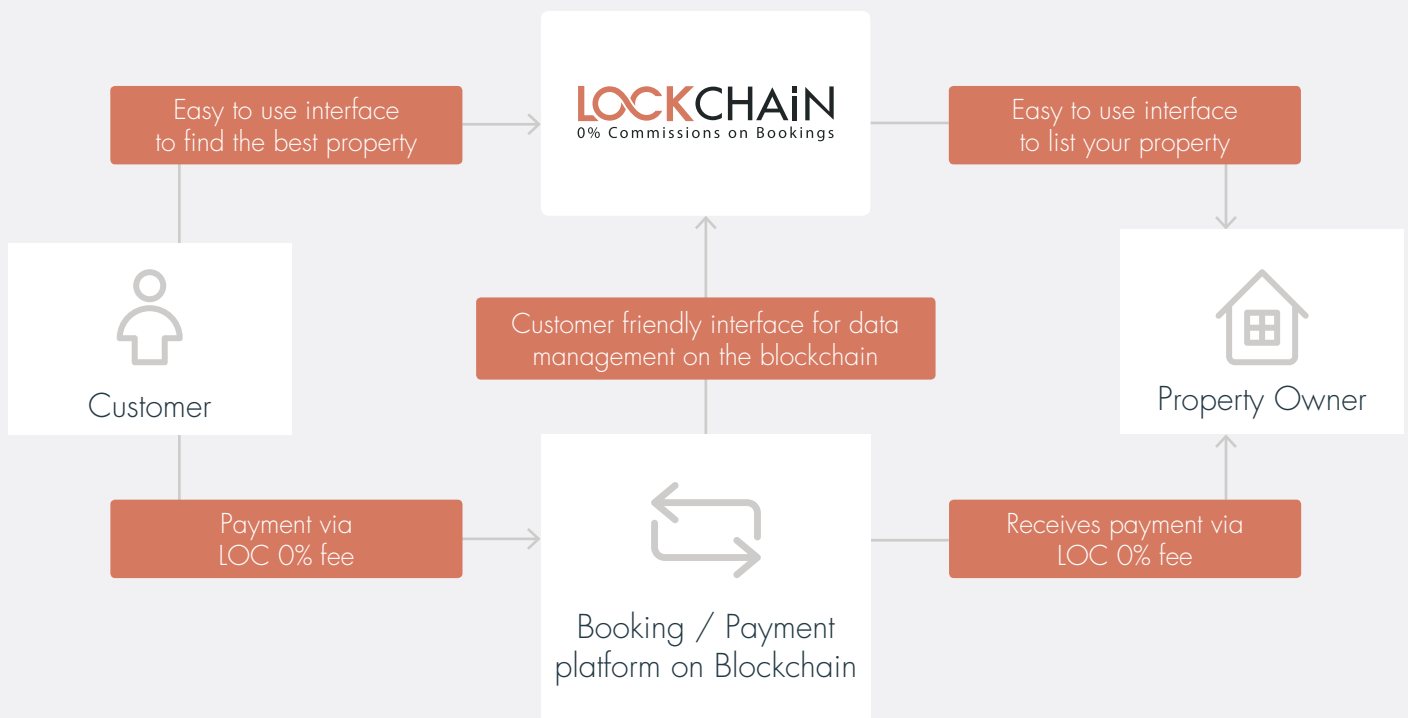 LOCKCHAiN
0% Commissions on Bookings
Easy to use interface
to find the best property
Easy to use interface
to list your property
Customer
Customer friendly interface for data
management on the blockchain
Property Owner
Payment via
LOC 0% fee
Receives payment via
LOC 0% fee
Booking / Payment
platform on Blockchain